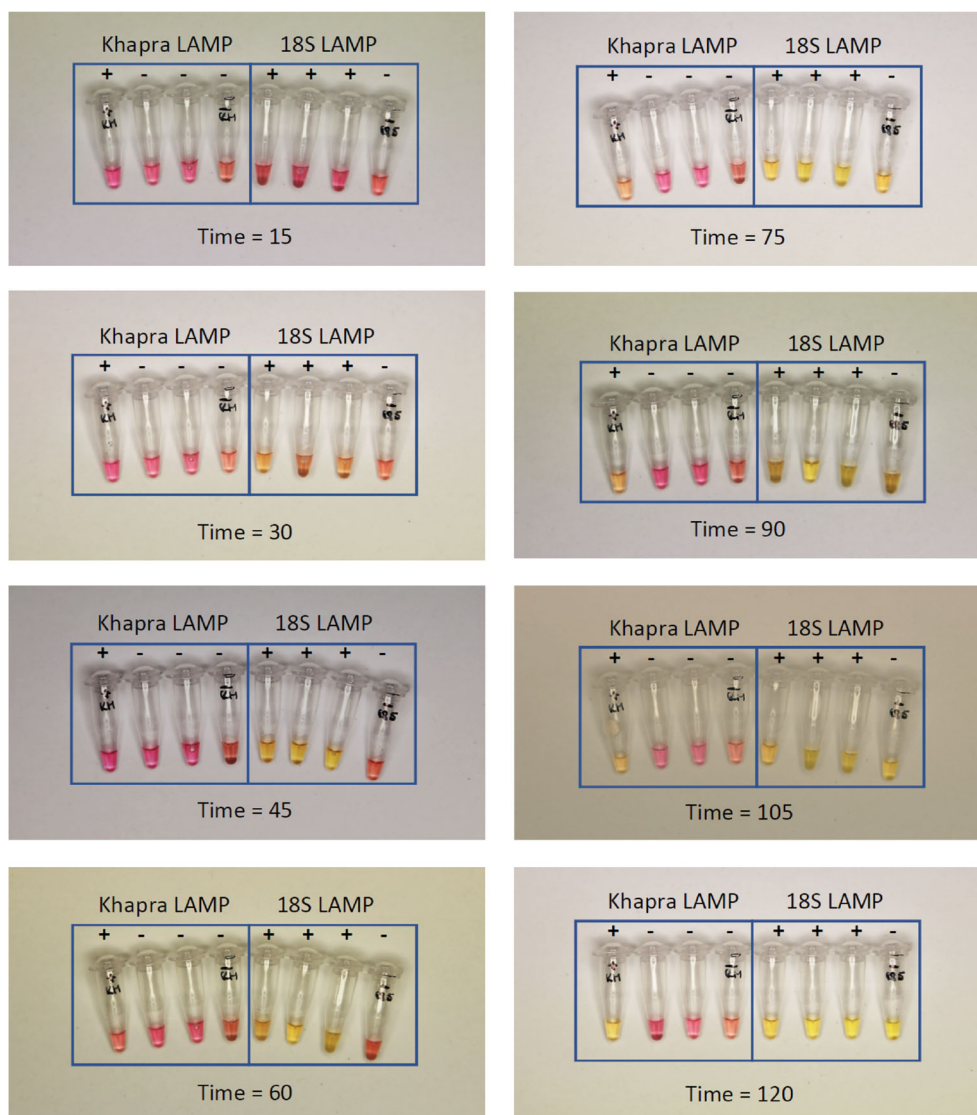 Khapra LAMP 18S LAMP
+ - - - + + + -
Time = 15
Khapra LAMP 18S LAMP
+ - - - + + + -
Time = 30
Khapra LAMP 18S LAMP
+ - - - + + + -
Time = 45
Khapra LAMP 18S LAMP
+ - - - + + + -
Time = 60
Khapra LAMP 18S LAMP
+ - - - + + + -
Time = 75
Khapra LAMP 18S LAMP
+ - - - + + + -
Time = 90
Khapra LAMP 18S LAMP
+ - - - + + + -
Time = 105
Khapra LAMP 18S LAMP
+ - - - + + + -
Time = 120